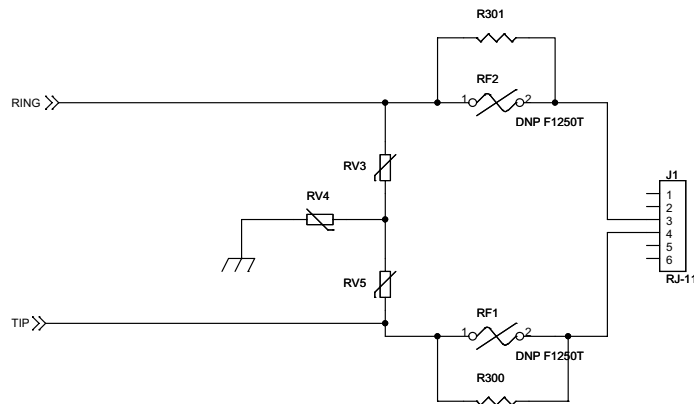 R301
RING
RF2
1 2
DNP F1250T
RV3
J1
RV4
1
2
3
4
5
6
RV5
RJ-11
TIP
RF1
1 2
DNP F1250T
R300